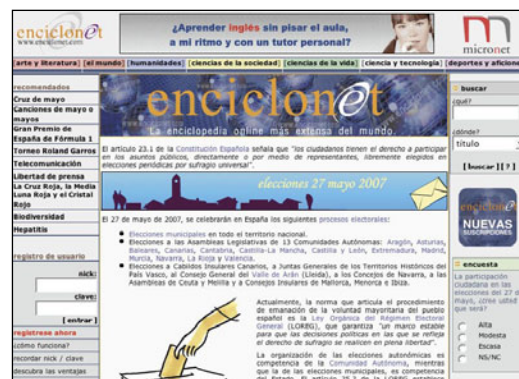 enciclonet
www.enciclonet.com
¿Aprender inglés sin pisar el aula,
a mi ritmo y con un tutor personal?
micronet
[arte y literatura] [el mundo] [humanidades] [ciencias de la sociedad] [ciencias de la vida] [ciencia y tecnología] [deportes y aficione
recomendados
Cruz de mayo
Canciones de mayo o
mayos
Gran Premio de
España de Fórmula 1
Torneo Roland Garros
Telecomunicación
Libertad de prensa
La Cruz Roja, la Media
Luna Roja y el Cristal
Rojo
Biodiversidad
Hepatitis
registro de usuario
nick:
clave:
[entrar]
regístrese ahora
¿cómo funciona?
recordar nick / clave
descubra las ventajas
enciclonet
La enciclopedia online más extensa del mundo.
El artículo 23.1 de la Constitución Española señala que "los ciudadanos tienen el derecho a participar
en los asuntos públicos, directamente o por medio de representantes, libremente elegidos en
elecciones periódicas por sufragio universal".
elecciones 27 mayo 2007
El 27 de mayo de 2007, se celebrarán en España los siguientes procesos electorales:
Elecciones municipales en todo el territorio nacional.
Elecciones a las Asambleas Legislativas de 13 Comunidades Autónomas: Aragón, Asturias,
Baleares, Canarias, Cantabria, Castilla-La Mancha, Castilla y León, Extremadura, Madrid,
Murcia, Navarra, La Rioja y Valencia.
Elecciones a Cabildos Insulares Canarios, a Juntas Generales de los Territorios Históricos del
País Vasco, al Consejo General del Valle de Arán (Lleida), a los Concejos de Navarra, a las
Asambleas de Ceuta y Melilla y a Consejos Insulares de Mallorca, Menorca e Ibiza.
Actualmente, la norma que articula el procedimiento
de emanación de la voluntad mayoritaria del pueblo
español es la Ley Orgánica del Régimen Electoral
General (LOREG), que garantiza "un marco estable
para que las decisiones políticas en las que se refleja
el derecho de sufragio se realicen en plena libertad".
La organización de las elecciones autonómicas es
competencia de la Comunidad Autónoma, mientras
que la de las elecciones municipales, es competencia
buscar
¿qué?
¿dónde?
título
[buscar] [?]
enciclonet
NUEVAS
SUSCRIPCIONES
encuesta
La participación
ciudadana en las
elecciones del 27 d
mayo, ¿cree usted
que será?
Alta
Modesta
Escasa
NS/NC